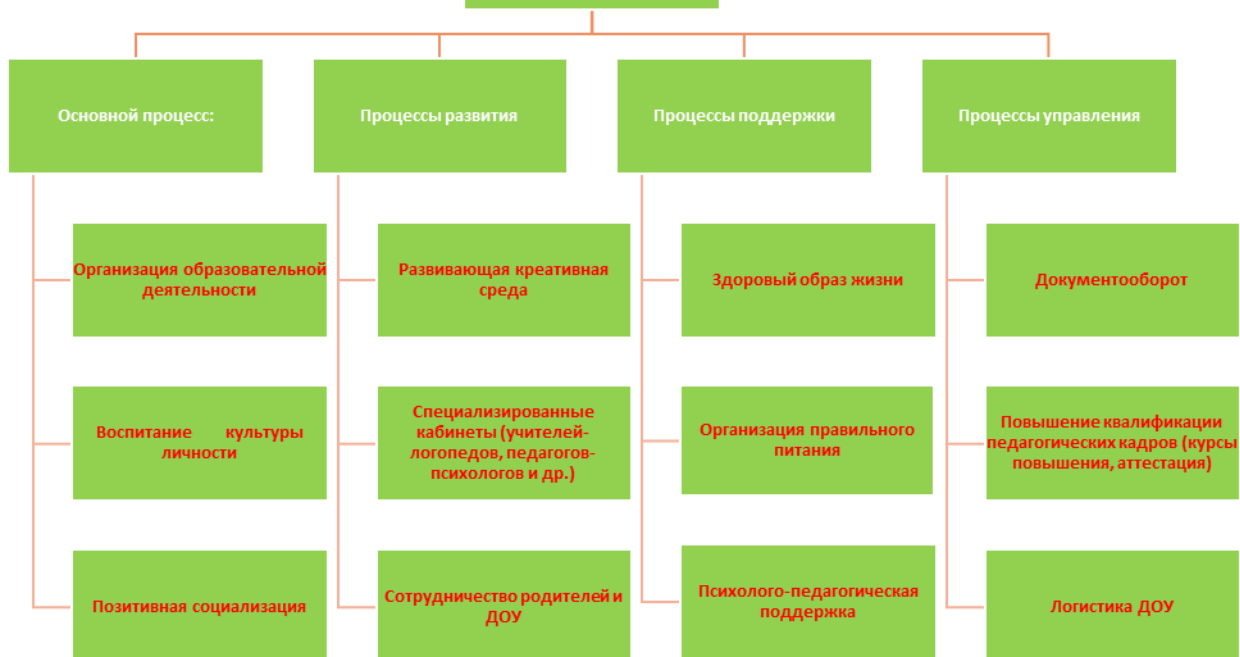 Основной процесс:
Организация образовательной
деятельности
Воспитание культуры
личности
Позитивная социализация
Процессы развития
Развивающая креативная
среда
Специализированные
кабинеты (учителей-
логопедов, педагогов-
психологов и др.)
Сотрудничество родителей и
ДОУ
Процессы поддержки
Здоровый образ жизни
Организация правильного
питания
Психолого-педагогическая
поддержка
Процессы управления
Документооборот
Повышение квалификации
педагогических кадров (курсы
повышения, аттестация)
Логистика ДОУ